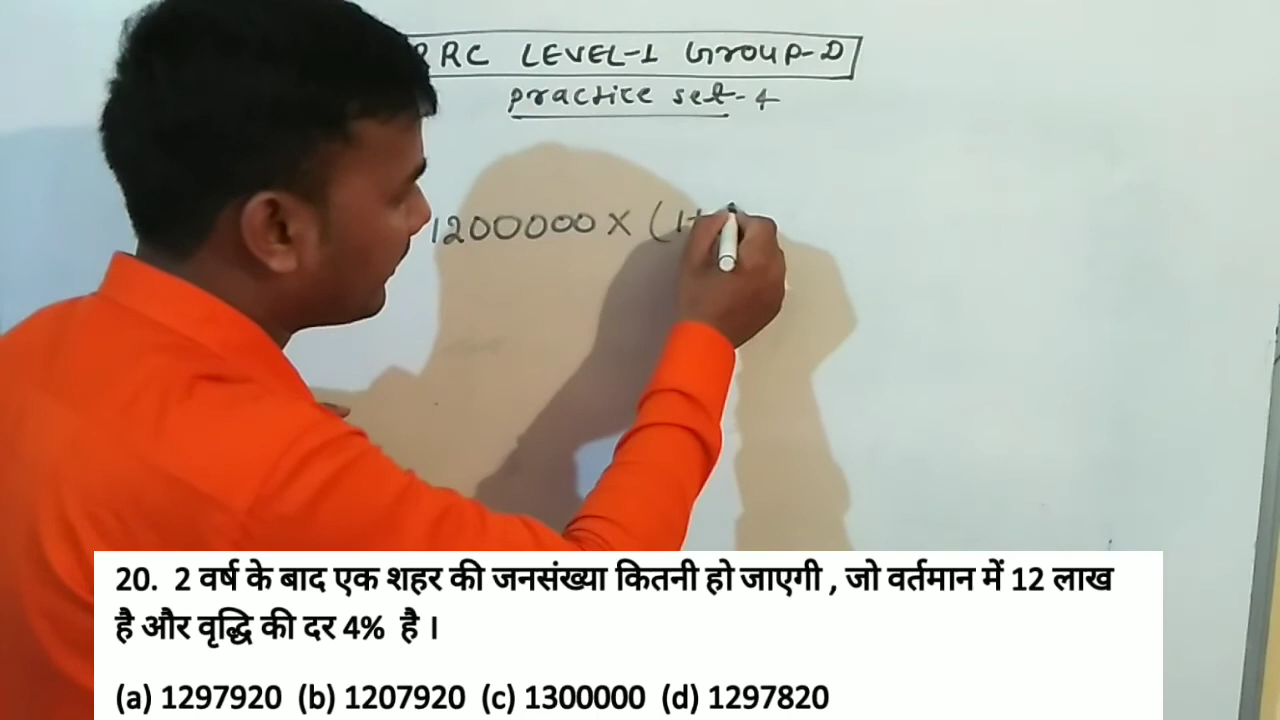 RRC LEVEL-1 GROUP-D
practice set-4
1200000 X (1+
20. 2 वर्ष के बाद एक शहर की जनसंख्या कितनी हो जाएगी , जो वर्तमान में 12 लाख
है और वृद्धि की दर 4% है ।
(a) 1297920 (b) 1207920 (c) 1300000 (d) 1297820